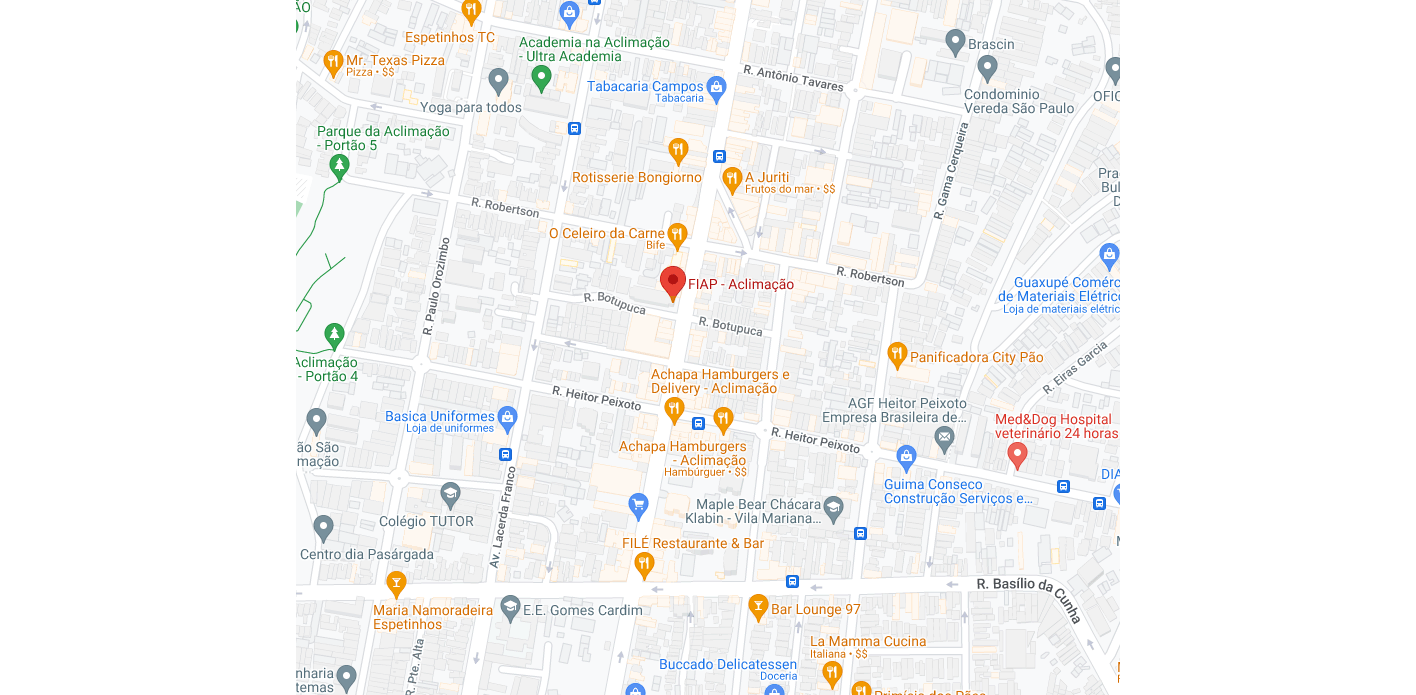 ÃO
Espetinhos TC
Academia na Aclimação
- Ultra Academia
Brascin
Mr. Texas Pizza
Pizza • $$
R. Antônio Tavares
Tabacaria Campos
Tabacaria
Yoga para todos
Condominio
Vereda São Paulo
OFIC
Parque da Aclimação
- Portão 5
R. Gama Cerqueira
Rotisserie Bongiorno
A Juriti
Frutos do mar • $$
Pra
Bul
D
R. Robertson
O Celeiro da Carne
Bife
R. Paulo Orozimbo
R. Robertson
FIAP - Aclimação
Guaxupé Comérc
de Materiais Elétrico
Loja de materiais elétric
R. Botupuca
R. Botupuca
Aclimação
- Portão 4
Panificadora City Pão
R. Eiras Garcia
Achapa Hamburgers e
Delivery - Aclimação
R. Heitor Peixoto
AGF Heitor Peixoto
Empresa Brasileira de...
Basica Uniformes
Loja de uniformes
Med&Dog Hospital
veterinário 24 horas
R. Heitor Peixoto
ão São
mação
Achapa Hamburgers
- Aclimação
Hambúrguer • $$
DIA
Guima Conseco
Construção Serviços e...
Av. Lacerda Franco
Maple Bear Chácara
Klabin - Vila Mariana...
Colégio TUTOR
FILÉ Restaurante & Bar
Centro dia Pasárgada
R. Basílio da Cunha
Maria Namoradeira
Espetinhos
E.E. Gomes Cardim
Bar Lounge 97
La Mamma Cucina
Italiana • $$
R. Pte. Alta
Buccado Delicatessen
Doceria
nharia
temas
Primícia dos Pães